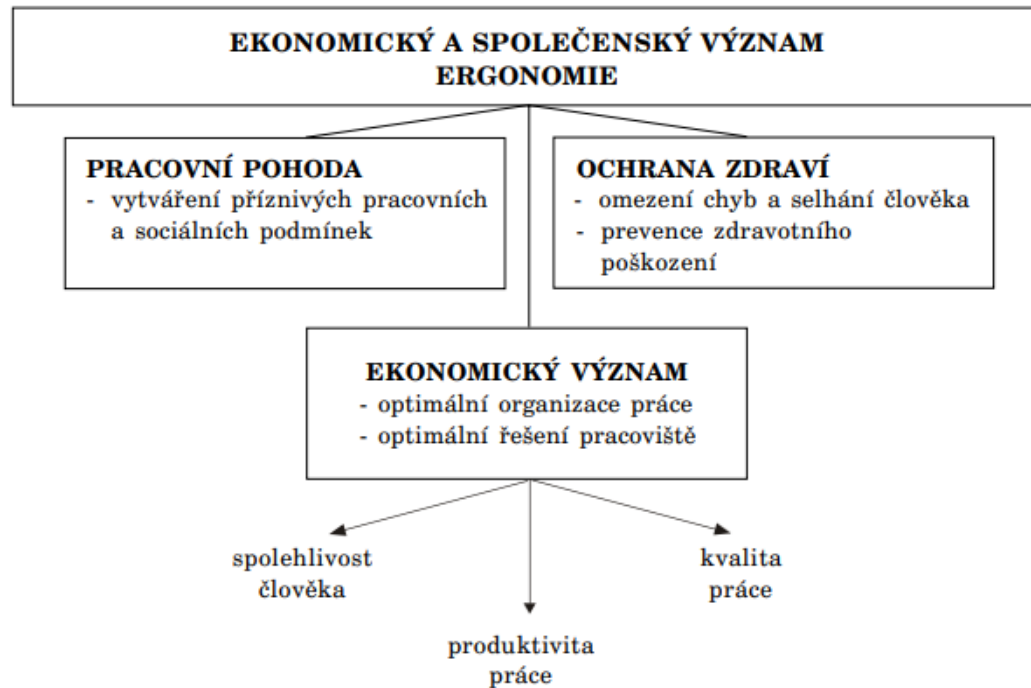 EKONOMICKÝ A SPOLEČENSKÝ VÝZNAM
ERGONOMIE
PRACOVNÍ POHODA
- vytváření příznivých pracovních
a sociálních podmínek
OCHRANA ZDRAVÍ
- omezení chyb a selhání člověka
- prevence zdravotního
poškození
EKONOMICKÝ VÝZNAM
- optimální organizace práce
- optimální řešení pracoviště
spolehlivost
člověka
kvalita
práce
produktivita
práce